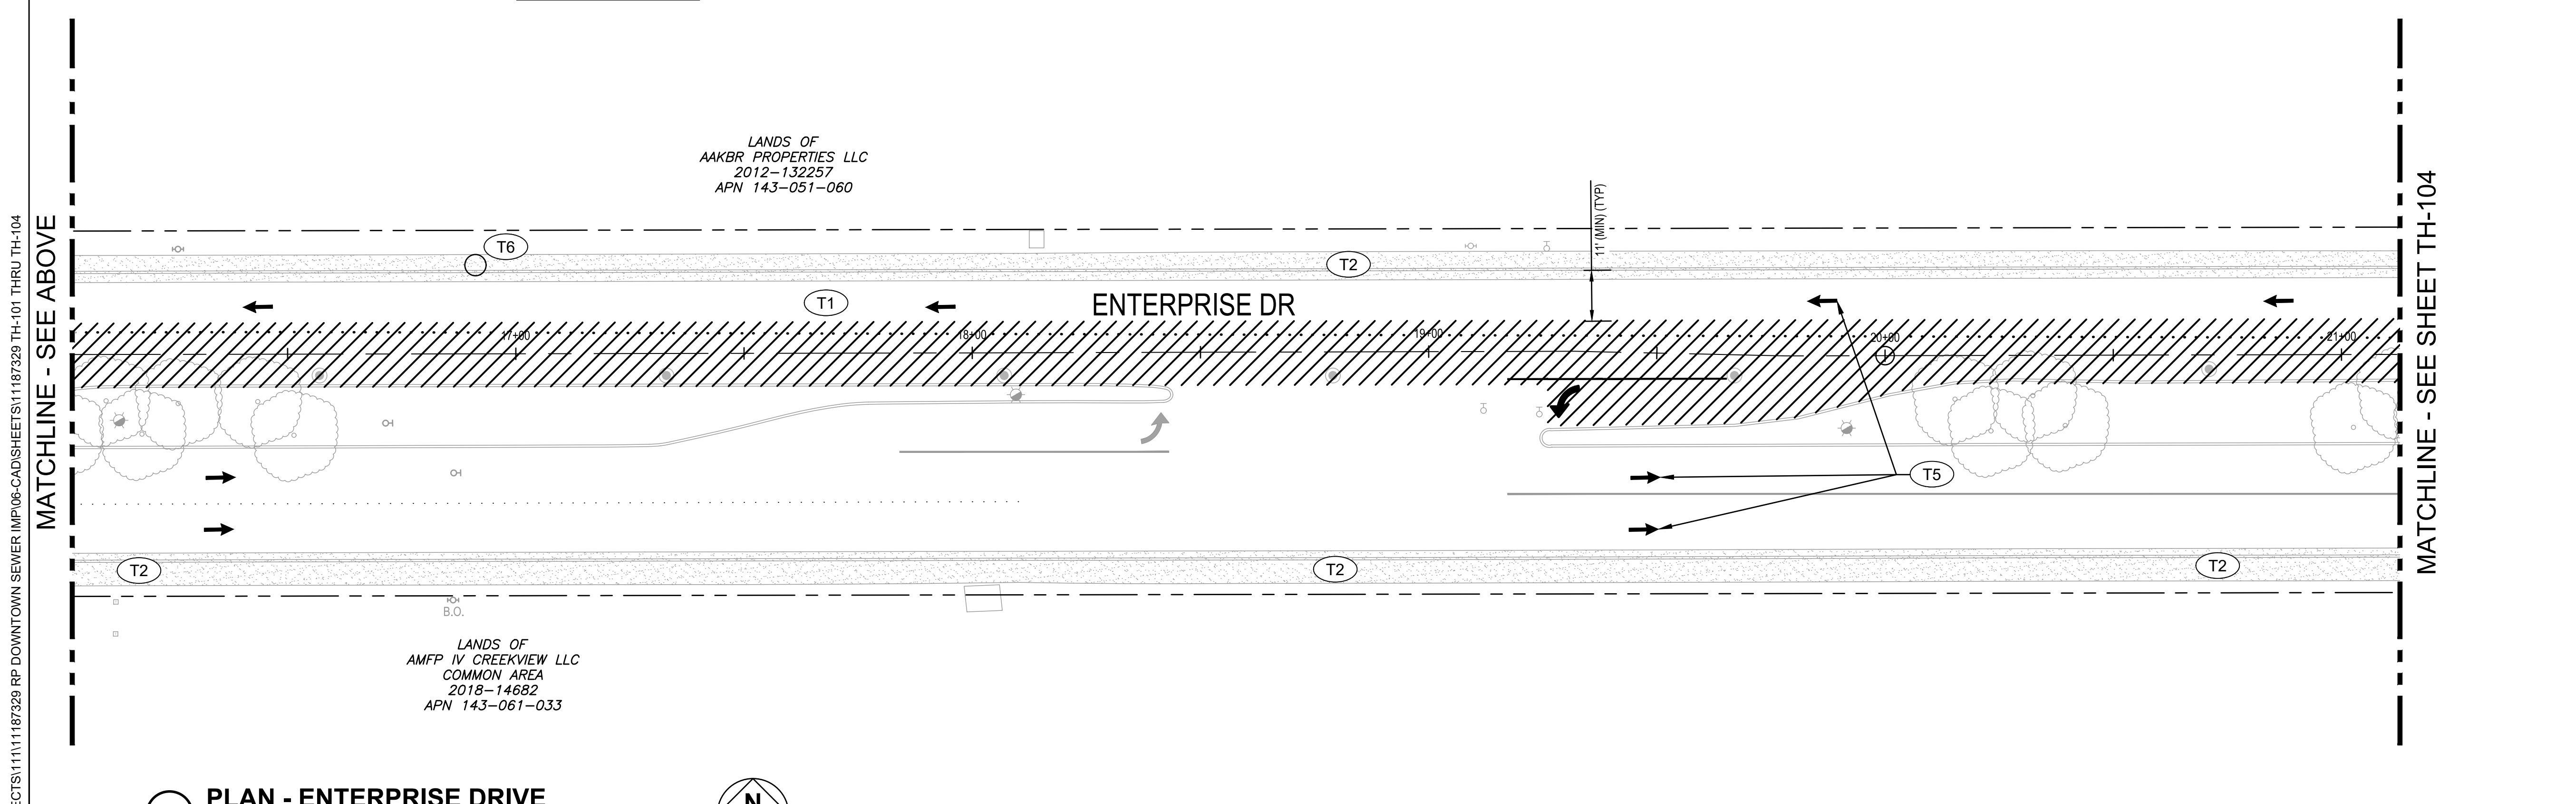 LANDS OF
AAKBR PROPERTIES LLC
2012-132257
APN 143-051-060
11' (MIN) (TYP)
MATCHLINE - SEE ABOVE
MATCHLINE - SEE SHEET TH-104
ECTS\111\11187329 RP DOWNTOWN SEWER IMP\06-CAD\SHEETS\11187329 TH-101 THRU TH-104
T6
T2
T1
ENTERPRISE DR
17+00
18+00
19+00
20+00
21+00
T5
T2
T2
T2
B.O.
LANDS OF
AMFP IV CREEKVIEW LLC
COMMON AREA
2018-14682
APN 143-061-033
PLAN - ENTERPRISE DRIVE
N